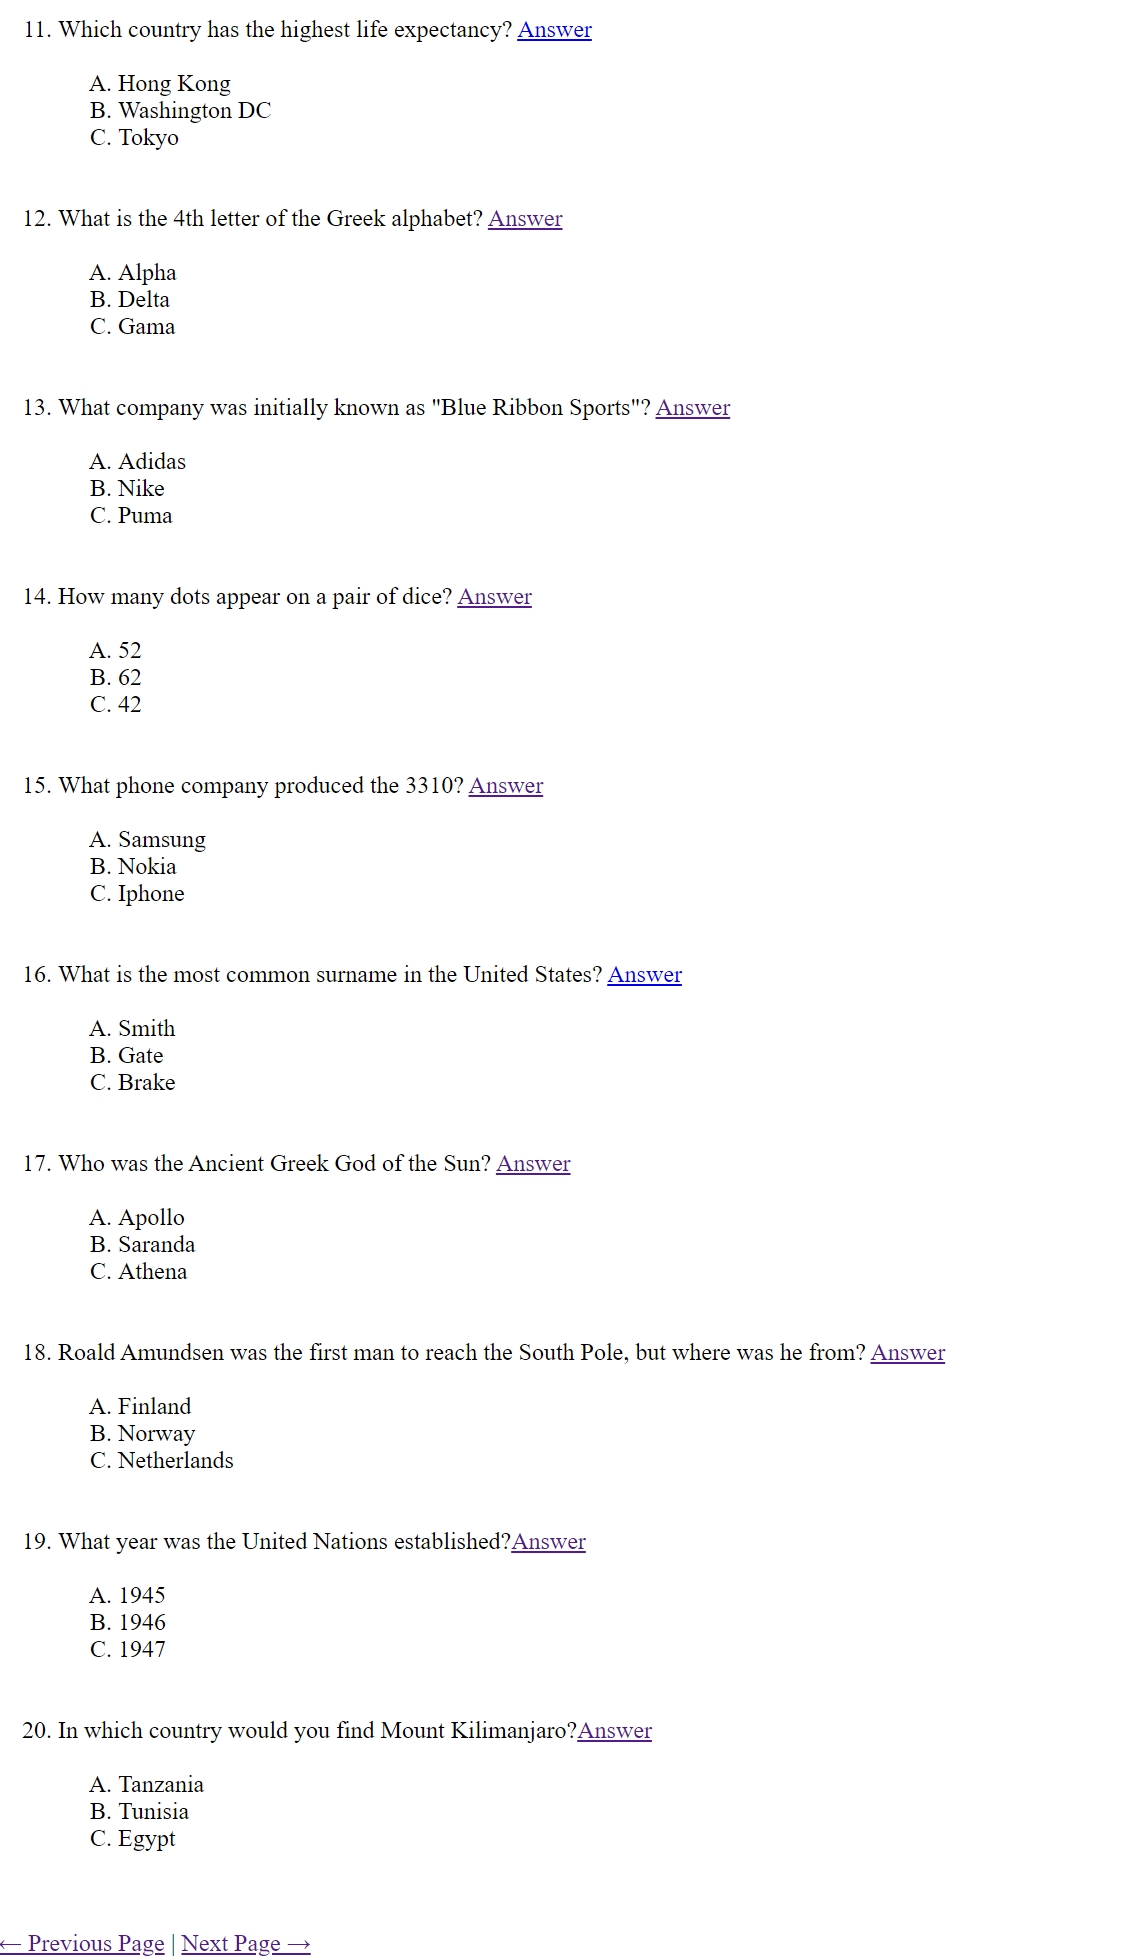 11. Which country has the highest life expectancy? Answer
A. Hong Kong
B. Washington DC
C. Tokyo
12. What is the 4th letter of the Greek alphabet? Answer
A. Alpha
B. Delta
C. Gama
13. What company was initially known as "Blue Ribbon Sports"? Answer
A. Adidas
B. Nike
C. Puma
14. How many dots appear on a pair of dice? Answer
A. 52
B. 62
C. 42
15. What phone company produced the 3310? Answer
A. Samsung
B. Nokia
C. Iphone
16. What is the most common surname in the United States? Answer
A. Smith
B. Gate
C. Brake
17. Who was the Ancient Greek God of the Sun? Answer
A. Apollo
B. Saranda
C. Athena
18. Roald Amundsen was the first man to reach the South Pole, but where was he from? Answer
A. Finland
B. Norway
C. Netherlands
19. What year was the United Nations established?Answer
A. 1945
B. 1946
C. 1947
20. In which country would you find Mount Kilimanjaro?Answer
A. Tanzania
B. Tunisia
C. Egypt
← Previous Page | Next Page →